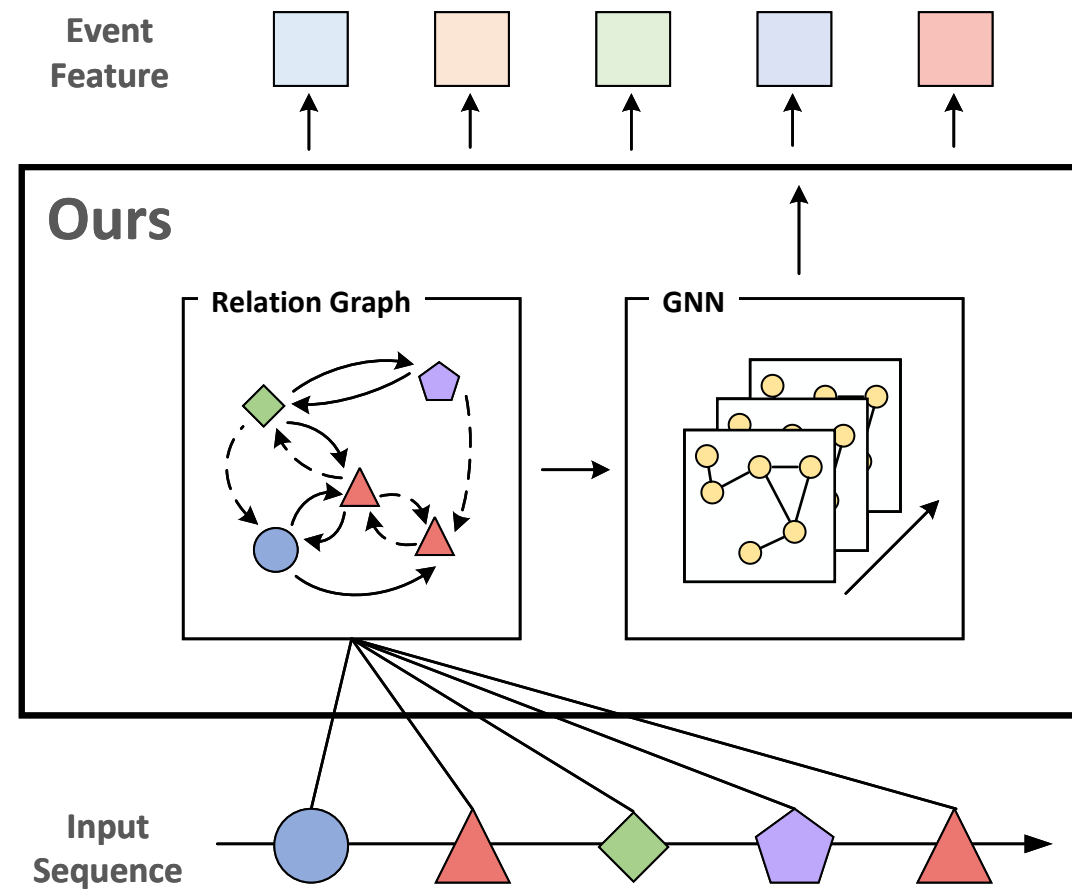 Event
Feature
Ours
Relation Graph
GNN
Input
Sequence